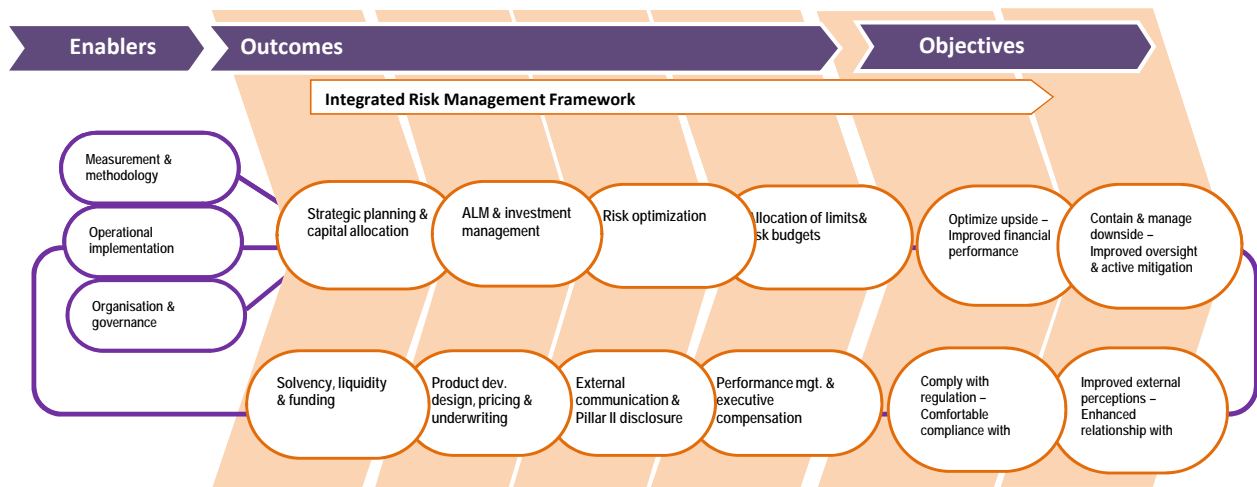 Enablers
Outcomes
Objectives
Integrated Risk Management Framework
Measurement &
methodology
Operational
implementation
Organisation &
governance
Strategic planning &
capital allocation
ALM & investment
management
Risk optimization
llocation of limits&
sk budgets
Optimize upside –
Improved financial
performance
Contain & manage
downside –
Improved oversight
& active mitigation
Solvency, liquidity
& funding
Product dev.
design, pricing &
underwriting
External
communication &
Pillar II disclosure
Performance mgt. &
executive
compensation
Comply with
regulation –
Comfortable
compliance with
Improved external
perceptions –
Enhanced
relationship with